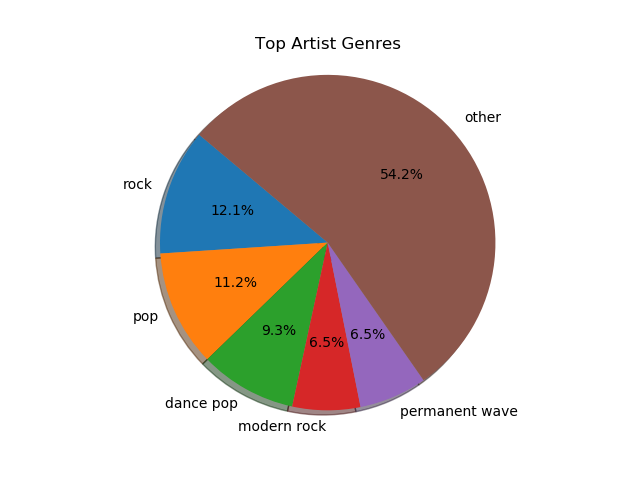 Top Artist Genres
other
54.2%
rock
12.1%
pop
11.2%
dance pop
9.3%
modern rock
6.5%
permanent wave
6.5%